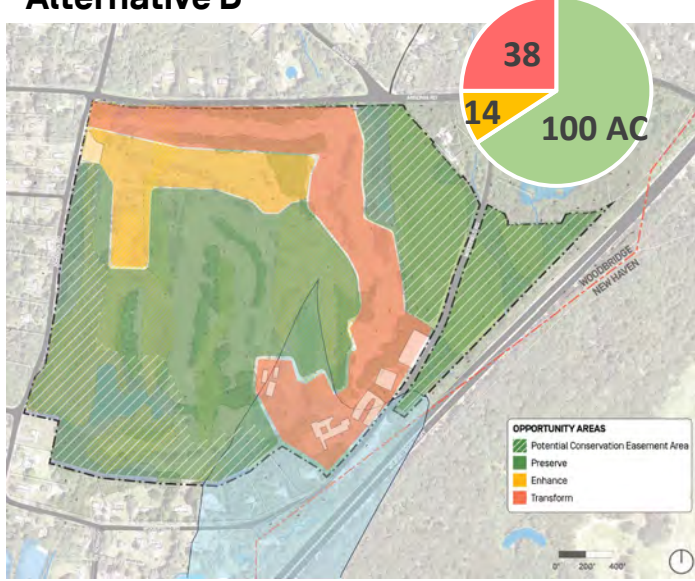 Alternative B
38
14
100 AC
WOODBRIDGE
NEW HAVEN
OPPORTUNITY AREAS
Potential Conservation Easement Area
Preserve
Enhance
Transform
0' 200' 400'